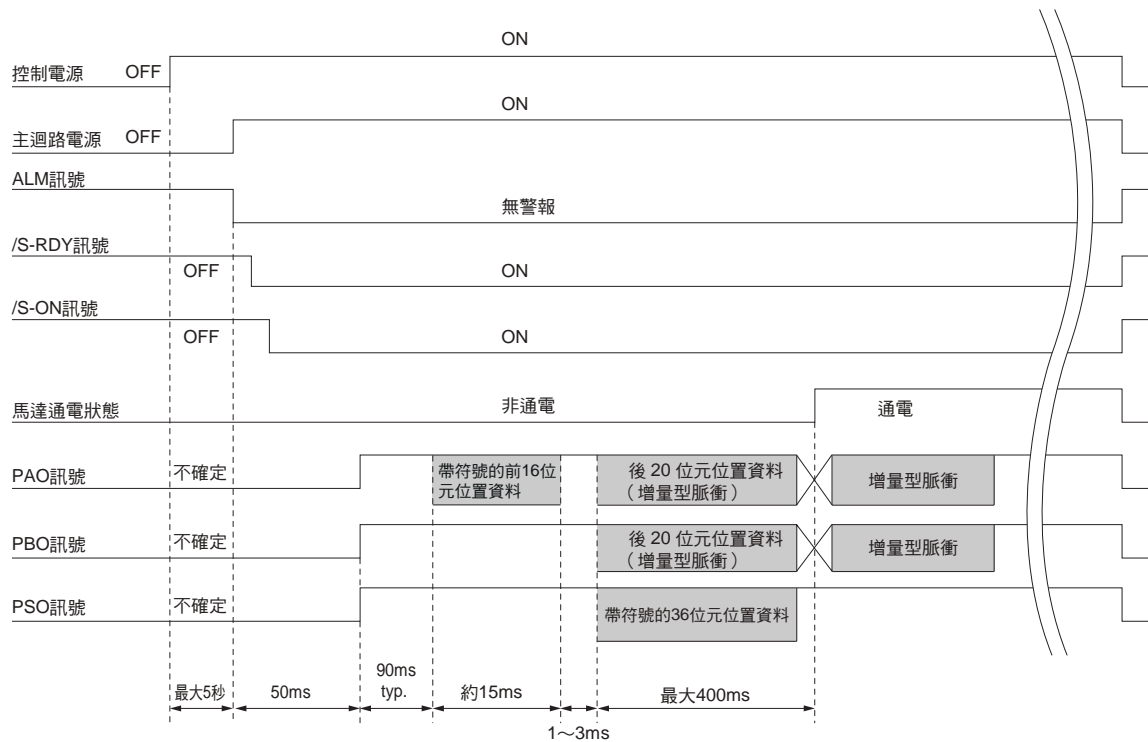 ON
控制電源 OFF
ON
主迴路電源 OFF
ALM訊號
無警報
/S-RDY訊號
OFF ON
/S-ON訊號
OFF ON
馬達通電狀態 非通電 通電
PAO訊號 不確定
帶符號的前16位
元位置資料
後 20 位元位置資料
(增量型脈衝)
增量型脈衝
PBO訊號 不確定
後 20 位元位置資料
(增量型脈衝)
增量型脈衝
PSO訊號 不確定
帶符號的36位元位置資料
最大5秒 50ms
90ms
typ.
約15ms
1～3ms
最大400ms